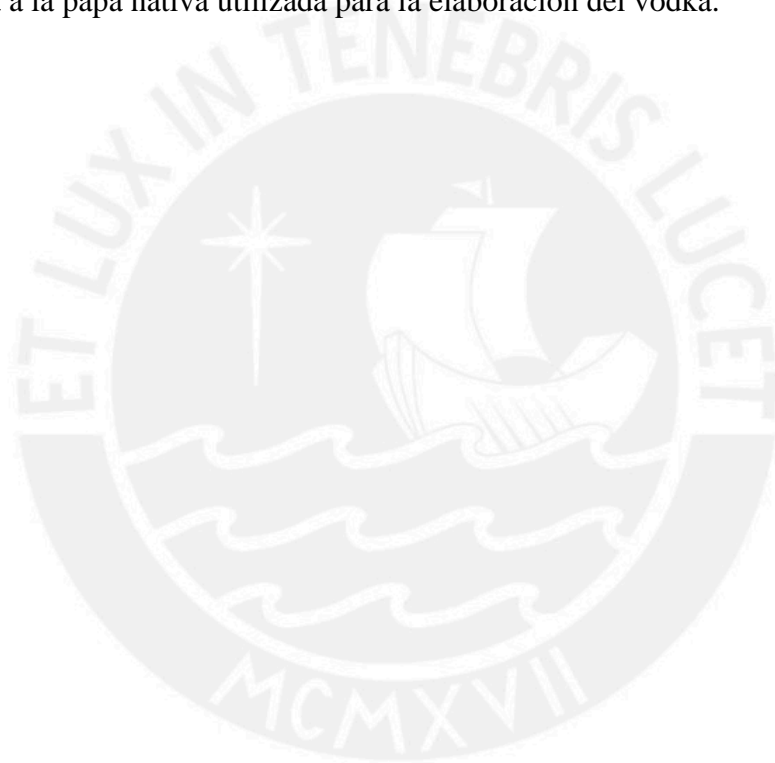 a la papa nativa utilizada para la elaboración del vodka.
ET LUX IN TENEBRIS LUCET
MCMXVII